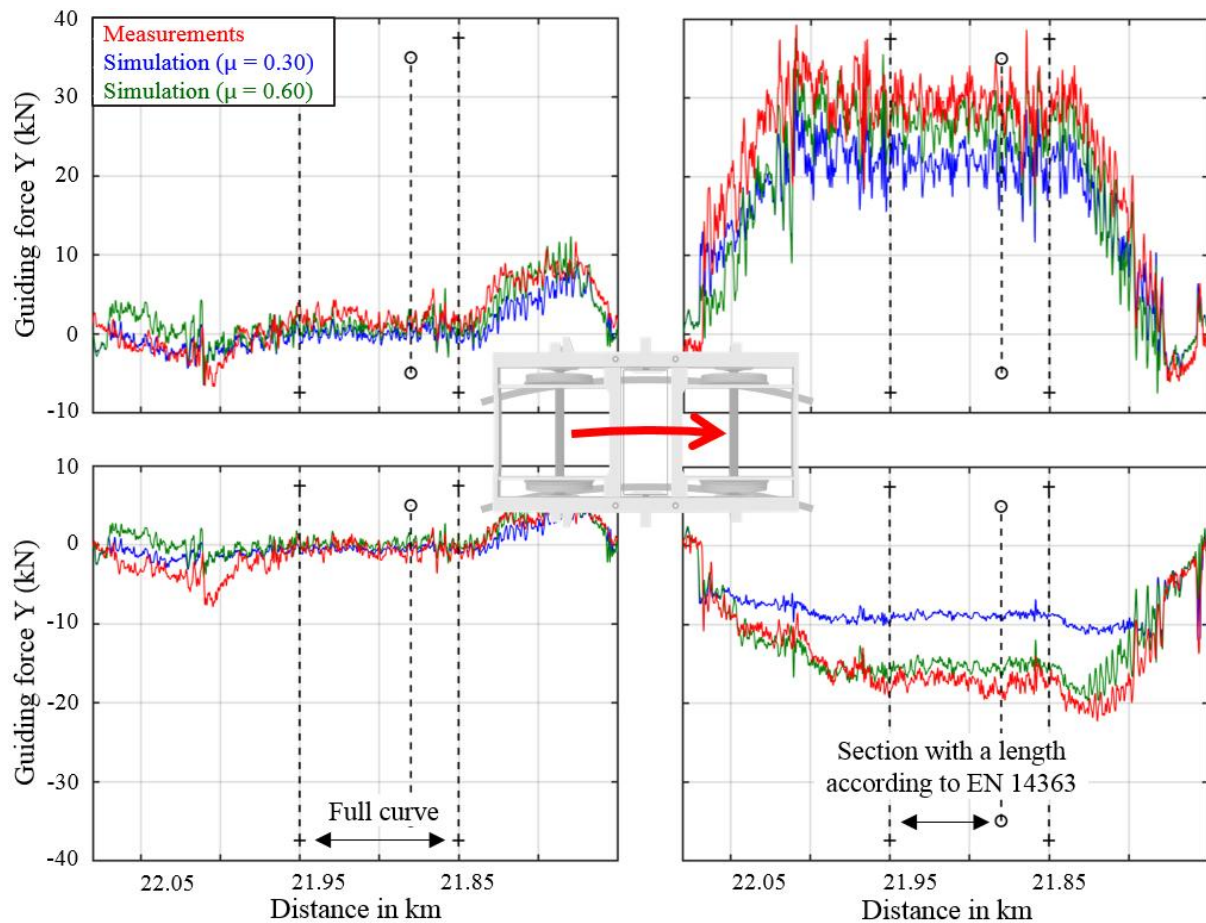 40
30
20
10
0
-10
Guiding force Y (kN)
Measurements
Simulation (μ = 0.30)
Simulation (μ = 0.60)
10
0
-10
-20
-30
-40
Guiding force Y (kN)
Full curve
Section with a length
according to EN 14363
22.05
21.95
21.85
22.05
21.95
21.85
Distance in km
Distance in km